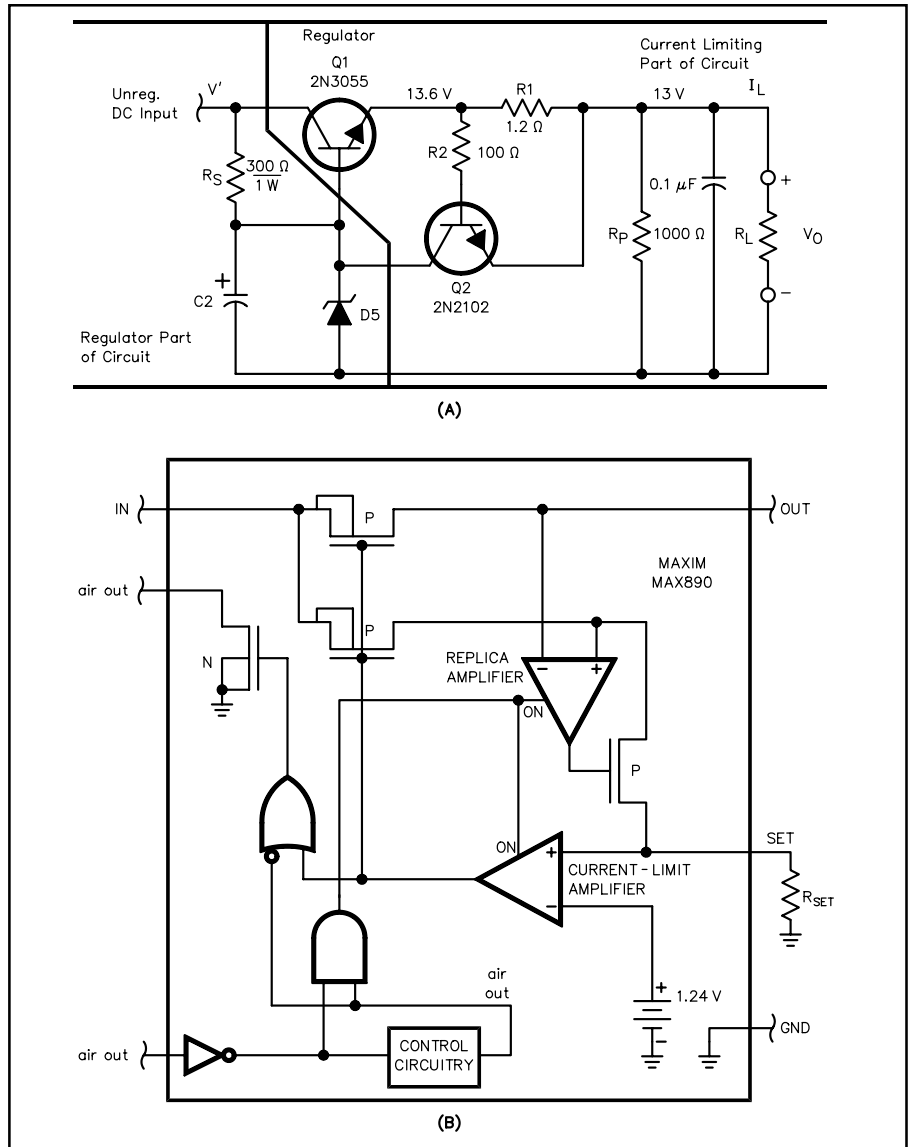 Regulator
Q1
2N3055
Current Limiting
Part of Circuit
Unreg.
DC Input
V'
13.6 V
R1
1.2 Ω
13 V
I_L
R_S
300 Ω
1 W
R2
100 Ω
0.1 µF
+
R_P
1000 Ω
R_L
V_O
Q2
2N2102
+
C2
D5
−
Regulator Part
of Circuit
(A)
IN
P
OUT
MAXIM
MAX890
air out
P
N
REPLICA
AMPLIFIER
−
+
ON
P
ON
+
SET
CURRENT-LIMIT
AMPLIFIER
−
R_SET
air
out
+
1.24 V
−
GND
air out
CONTROL
CIRCUITRY
(B)